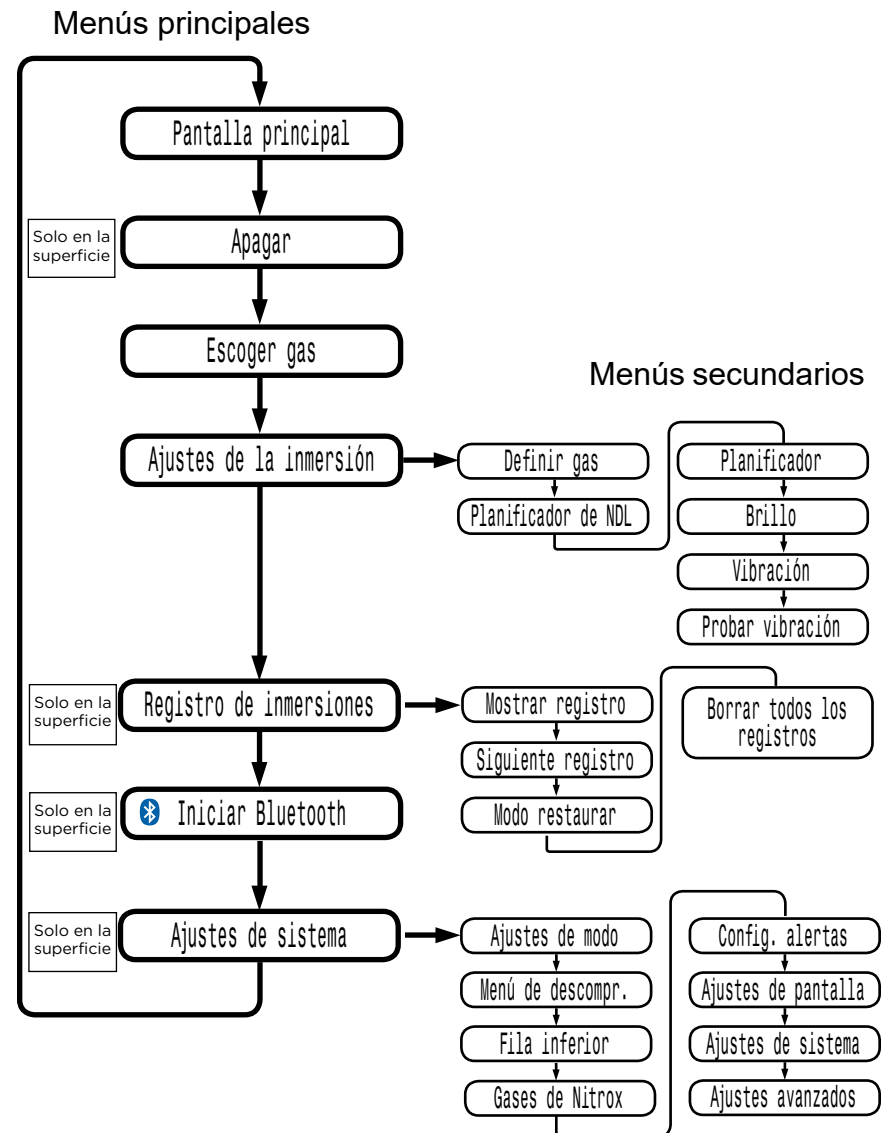 Menús principales
Pantalla principal
Solo en la
superficie
Apagar
Escoger gas
Menús secundarios
Ajustes de la inmersión
Definir gas
Planificador de NDL
Planificador
Brillo
Vibración
Probar vibración
Solo en la
superficie
Registro de inmersiones
Mostrar registro
Siguiente registro
Modo restaurar
Borrar todos los
registros
Solo en la
superficie
Iniciar Bluetooth
Solo en la
superficie
Ajustes de sistema
Ajustes de modo
Menú de descompr.
Fila inferior
Gases de Nitrox
Config. alertas
Ajustes de pantalla
Ajustes de sistema
Ajustes avanzados